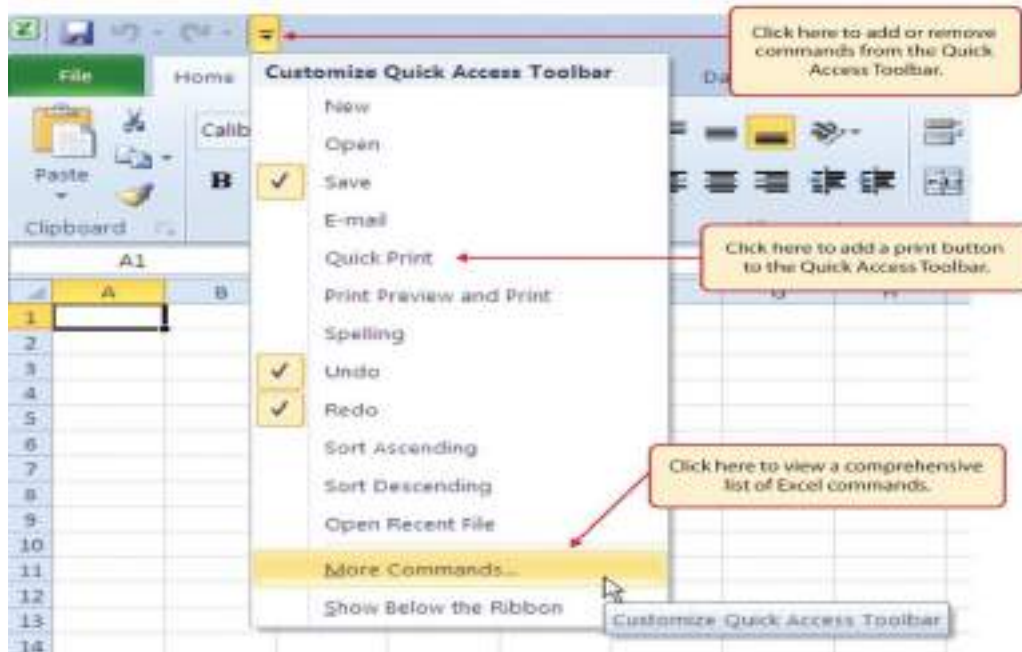 Click here to add or remove
commands from the Quick
Access Toolbar.
File
Home
Customize Quick Access Toolbar
Da
New
Open
Save
E-mail
Quick Print
Print Preview and Print
Spelling
Undo
Redo
Sort Ascending
Sort Descending
Open Recent File
More Commands...
Show Below the Ribbon
Paste
Calib
B
Clipboard
Click here to add a print button
to the Quick Access Toolbar.
A1
A
B
G
H
1
2
3
4
5
6
7
8
9
10
11
12
13
14
Click here to view a comprehensive
list of Excel commands.
Customize Quick Access Toolbar